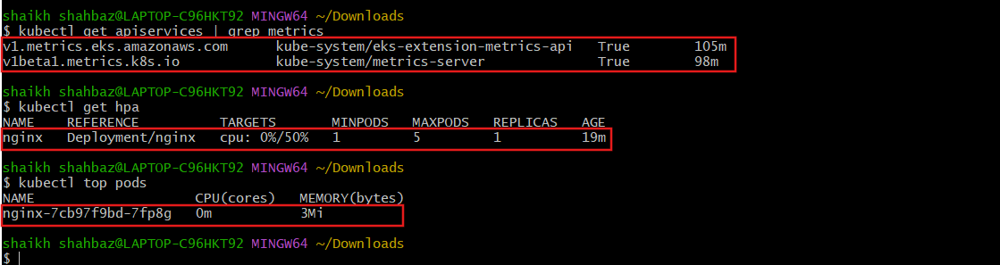 shaikh shahbaz@LAPTOP-C96HKT92 MINGW64 ~/Downloads
$ kubectl get apiservices | grep metrics
v1.metrics.eks.amazonaws.com kube-system/eks-extension-metrics-api True 105m
v1beta1.metrics.k8s.io kube-system/metrics-server True 98m
shaikh shahbaz@LAPTOP-C96HKT92 MINGW64 ~/Downloads
$ kubectl get hpa
NAME REFERENCE TARGETS MINPODS MAXPODS REPLICAS AGE
nginx Deployment/nginx cpu: 0%/50% 1 5 1 19m
shaikh shahbaz@LAPTOP-C96HKT92 MINGW64 ~/Downloads
$ kubectl top pods
NAME CPU(cores) MEMORY(bytes)
nginx-7cb97f9bd-7fp8g 0m 3Mi
shaikh shahbaz@LAPTOP-C96HKT92 MINGW64 ~/Downloads
$